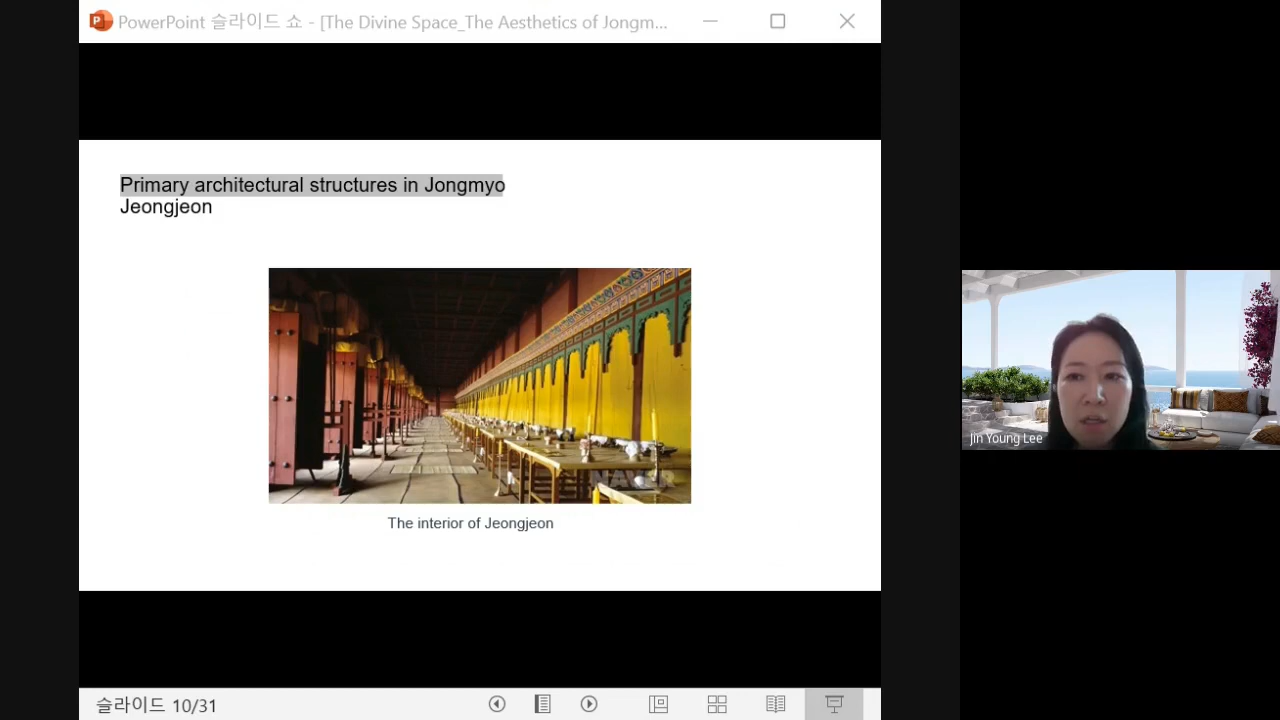 PowerPoint 슬라이드 쇼 - [The Divine Space_The Aesthetics of Jongm...
Primary architectural structures in Jongmyo
Jeongjeon
NAVER
The interior of Jeongjeon
Jin Young Lee
슬라이드 10/31